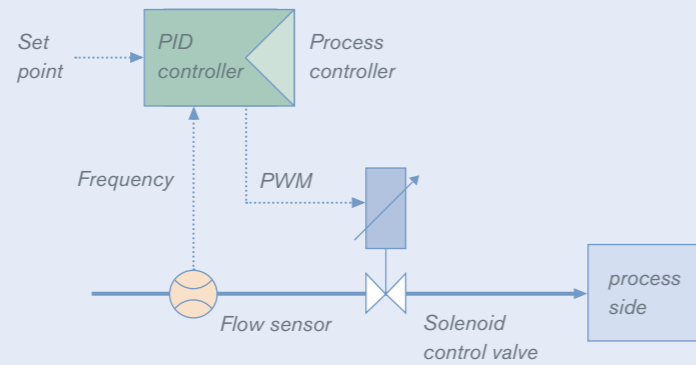 Set
point
PID
controller
Process
controller
Frequency
PWM
Flow sensor
Solenoid
control valve
process
side